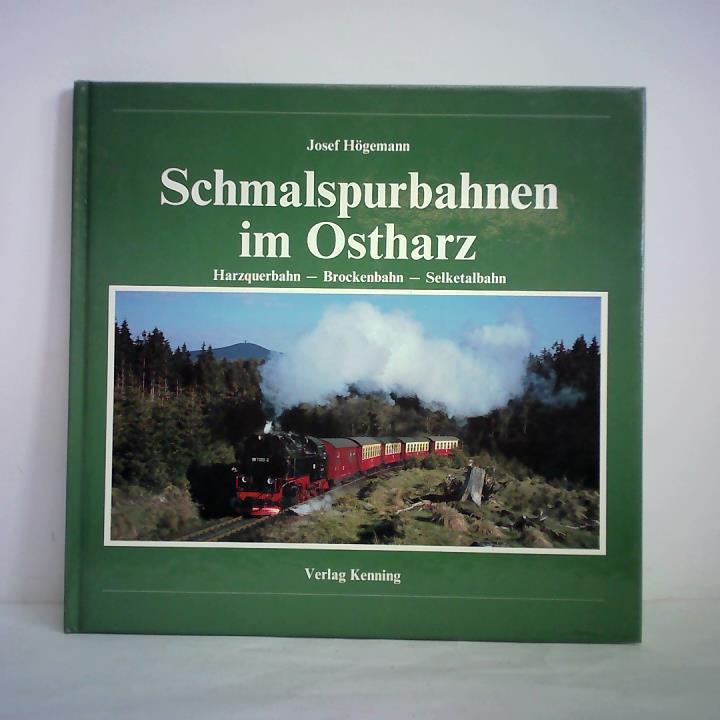 Josef Högemann
Schmalspurbahnen
im Ostharz
Harzquerbahn – Brockenbahn – Selketalbahn
Verlag Kenning